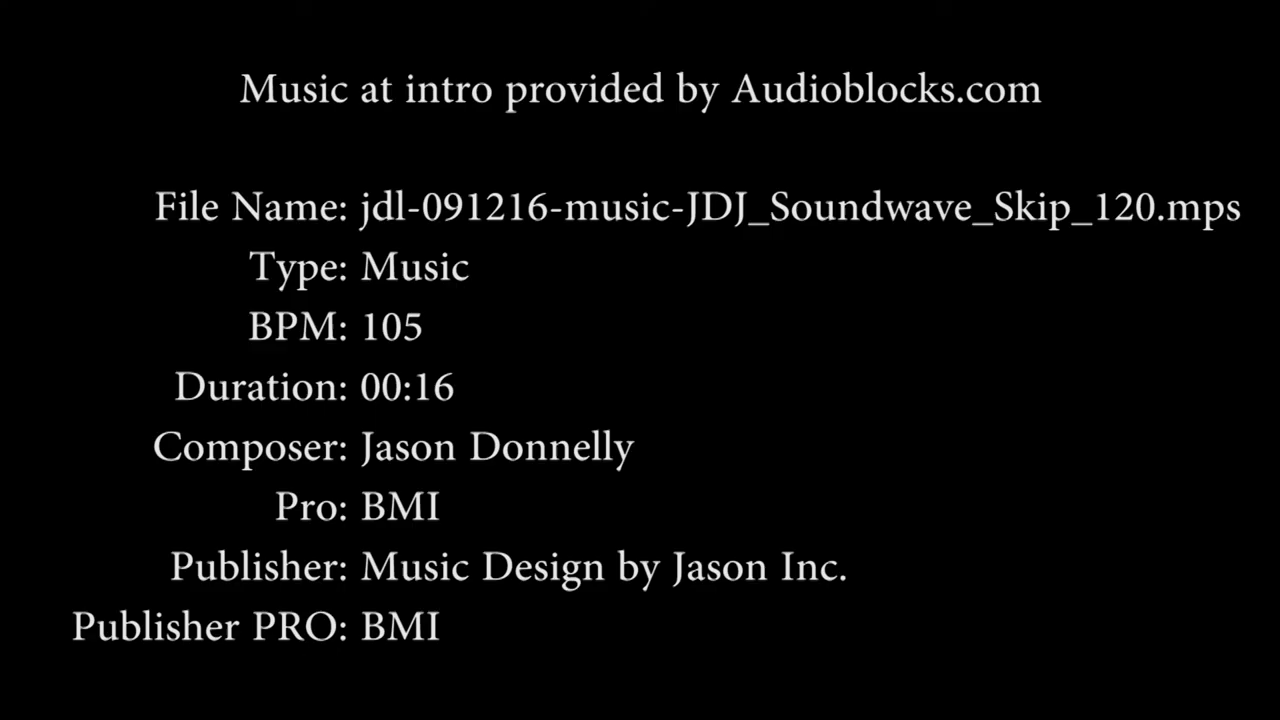 Music at intro provided by Audioblocks.com
File Name: jdl-091216-music-JDJ_Soundwave_Skip_120.mps
Type: Music
BPM: 105
Duration: 00:16
Composer: Jason Donnelly
Pro: BMI
Publisher: Music Design by Jason Inc.
Publisher PRO: BMI